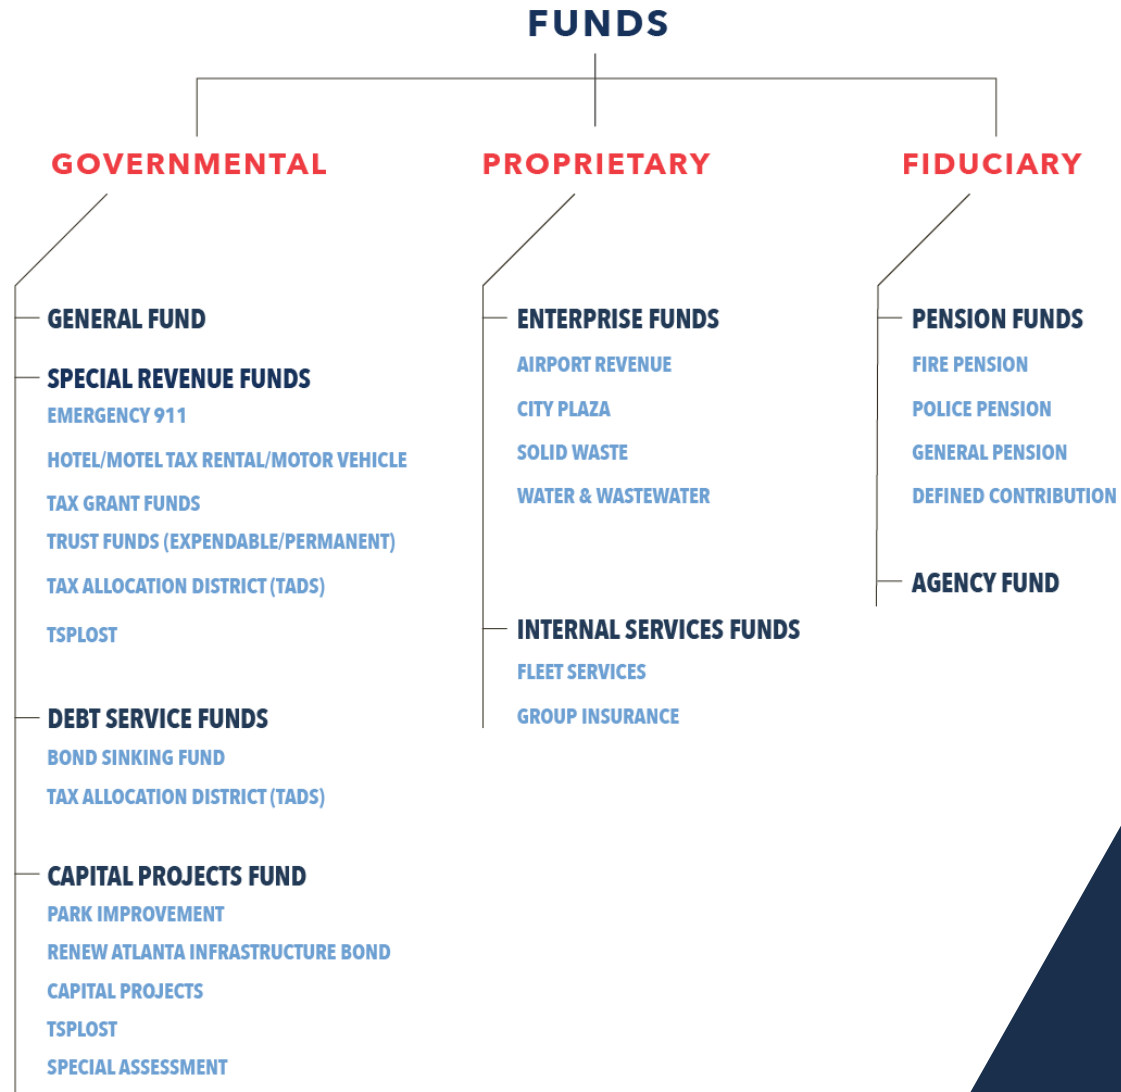 FUNDS
GOVERNMENTAL
GENERAL FUND
SPECIAL REVENUE FUNDS
EMERGENCY 911
HOTEL/MOTEL TAX RENTAL/MOTOR VEHICLE
TAX GRANT FUNDS
TRUST FUNDS (EXPENDABLE/PERMANENT)
TAX ALLOCATION DISTRICT (TADS)
TSPLOST
DEBT SERVICE FUNDS
BOND SINKING FUND
TAX ALLOCATION DISTRICT (TADS)
CAPITAL PROJECTS FUND
PARK IMPROVEMENT
RENEW ATLANTA INFRASTRUCTURE BOND
CAPITAL PROJECTS
TSPLOST
SPECIAL ASSESSMENT
PROPRIETARY
ENTERPRISE FUNDS
AIRPORT REVENUE
CITY PLAZA
SOLID WASTE
WATER & WASTEWATER
INTERNAL SERVICES FUNDS
FLEET SERVICES
GROUP INSURANCE
FIDUCIARY
PENSION FUNDS
FIRE PENSION
POLICE PENSION
GENERAL PENSION
DEFINED CONTRIBUTION
AGENCY FUND